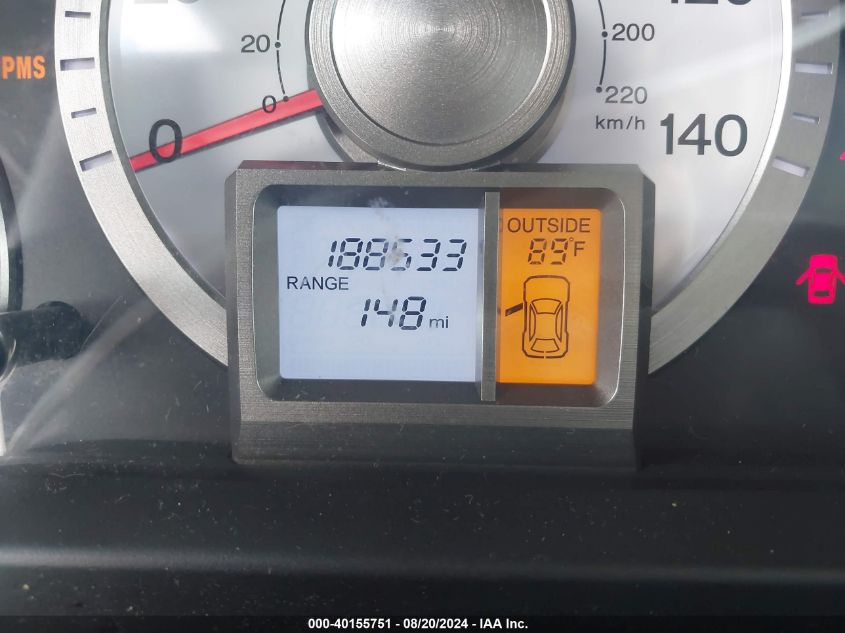 20
200
PMS
0
220
0
km/h
140
OUTSIDE
188533
89°F
RANGE
148 mi
000-40155751 - 08/20/2024 - IAA Inc.